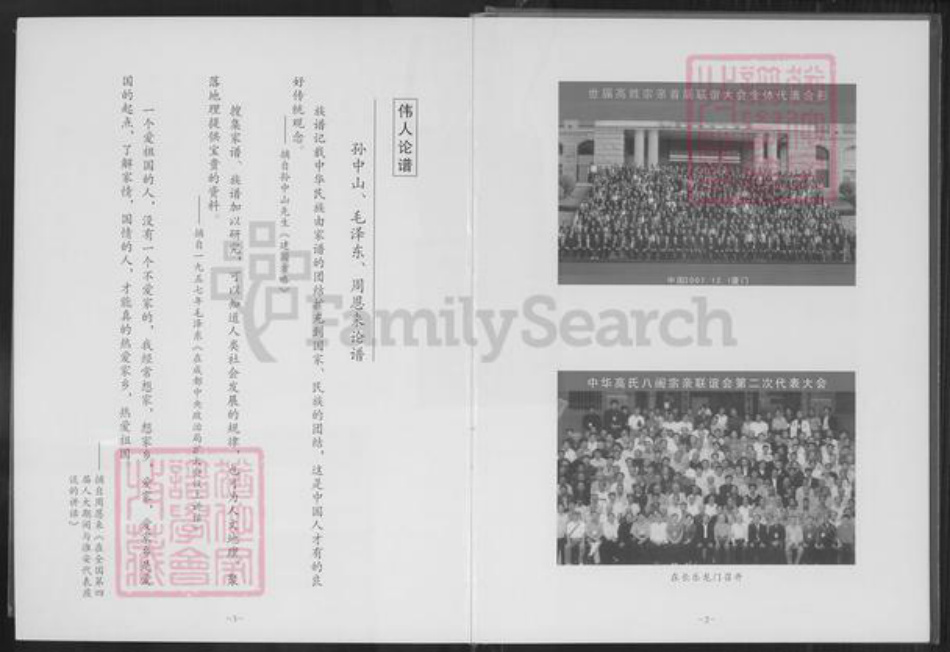 伟人论谱
孙中山、毛泽东、周恩来论谱
族谱记载中华民族由家谱的团结扩充到国家、民族的团结，这是中国人才有的良
好传统观念。
——摘自孙中山先生《建国方略》
搜集家谱、族谱加以研究，可以知道人类社会发展的规律，也可为人文地理、聚
落地理提供宝贵的资料。
——摘自一九五七年毛泽东《在成都中央政治局扩大会议上讲话》
一个爱祖国的人，没有一个不爱家的，我经常想家，想家乡。爱家，爱家乡是爱
国的起点，了解家情，国情的人，才能真的热爱家乡，热爱祖国。
——摘自周恩来《在全国第四
届人大期间与淮安代表座
谈的讲话》
-1-
世届高氏宗亲首届联谊大会全体代表合影
中国2007.12.1厦门
中华高氏八闽宗亲联谊会第二次代表大会
在长乐龙门召开
-2-
FamilySearch